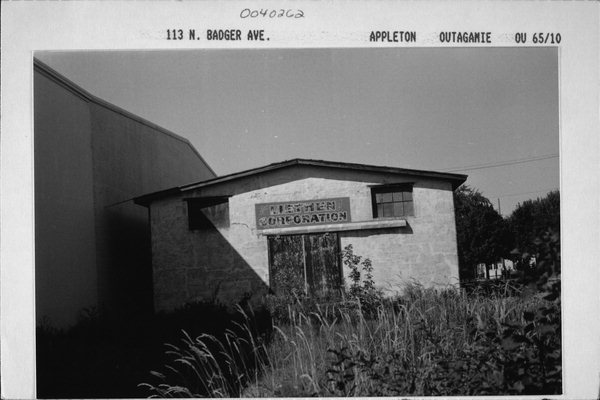 0040262
113 N. BADGER AVE. APPLETON OUTAGAMIE OU 65/10
CORPORATION